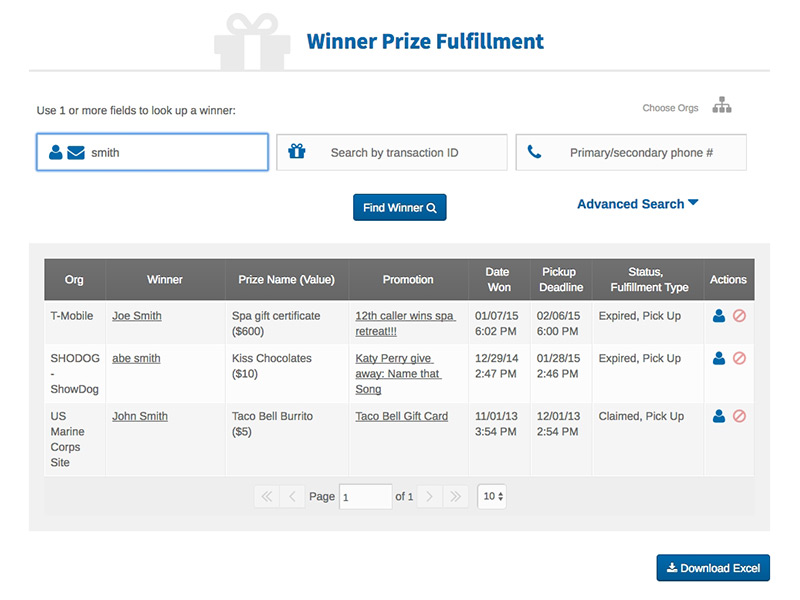 Winner Prize Fulfillment
Use 1 or more fields to look up a winner:
Choose Orgs
smith
Search by transaction ID
Primary/secondary phone #
Find Winner
Advanced Search
Org
Winner
Prize Name (Value)
Promotion
Date
Won
Pickup
Deadline
Status,
Fulfillment Type
Actions
T-Mobile
Joe Smith
Spa gift certificate
($600)
12th caller wins spa
retreat!!!
01/07/15
6:02 PM
02/06/15
6:00 PM
Expired, Pick Up
SHODOG
-
ShowDog
abe smith
Kiss Chocolates
($10)
Katy Perry give
away: Name that
Song
12/29/14
2:47 PM
01/28/15
2:46 PM
Expired, Pick Up
US
Marine
Corps
Site
John Smith
Taco Bell Burrito
($5)
Taco Bell Gift Card
11/01/13
3:54 PM
12/01/13
2:54 PM
Claimed, Pick Up
Page 1 of 1 10
Download Excel